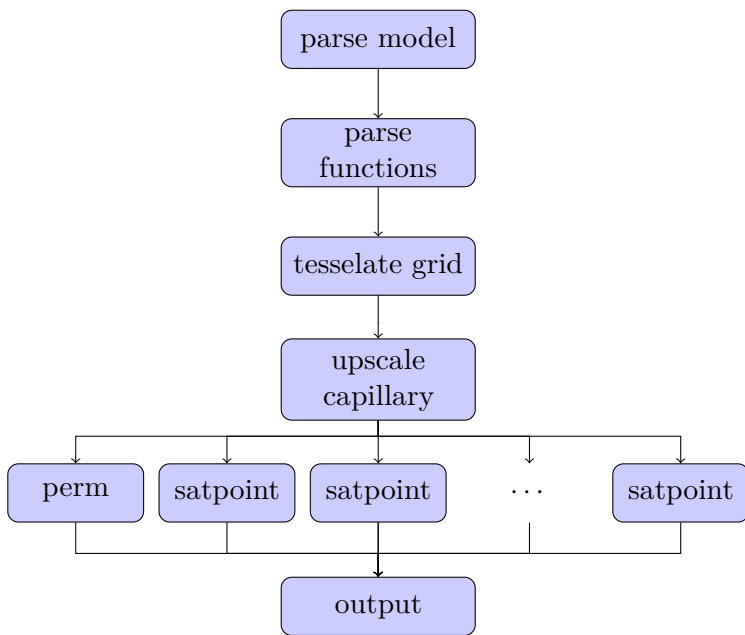 parse model
parse
functions
tesselate grid
upscale
capillary
perm satpoint satpoint ... satpoint
output